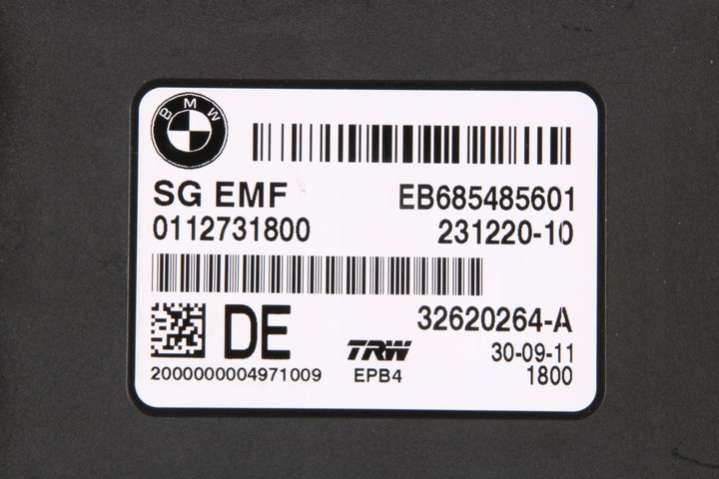 BMW
SG EMF EB685485601
0112731800 231220-10
DE 32620264-A
TRW 30-09-11
2000000004971009 EPB4 1800